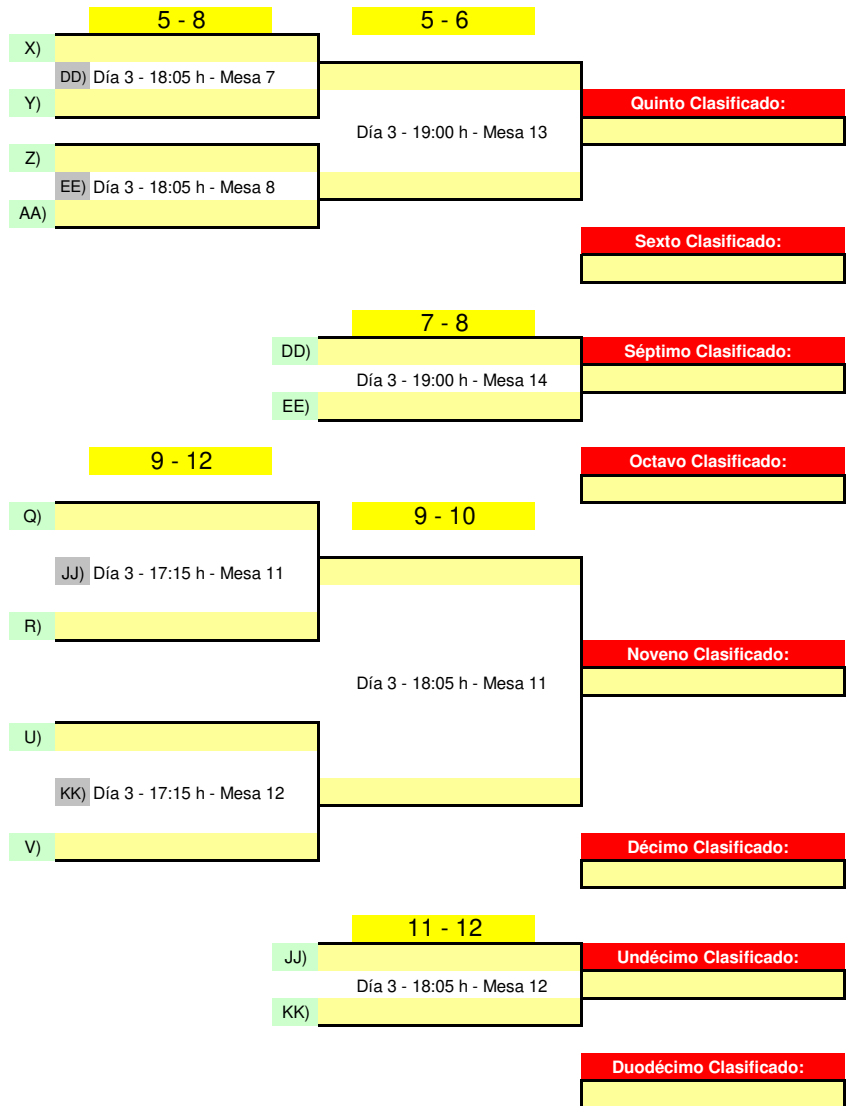 5 - 8 5 - 6
X)
DD) Día 3 - 18:05 h - Mesa 7
Y) Quinto Clasificado:
Día 3 - 19:00 h - Mesa 13
Z)
EE) Día 3 - 18:05 h - Mesa 8
AA)
Sexto Clasificado:
7 - 8
DD) Séptimo Clasificado:
Día 3 - 19:00 h - Mesa 14
EE)
9 - 12 Octavo Clasificado:
Q) 9 - 10
JJ) Día 3 - 17:15 h - Mesa 11
R)
Noveno Clasificado:
Día 3 - 18:05 h - Mesa 11
U)
KK) Día 3 - 17:15 h - Mesa 12
V) Décimo Clasificado:
11 - 12
JJ) Undécimo Clasificado:
Día 3 - 18:05 h - Mesa 12
KK)
Duodécimo Clasificado: